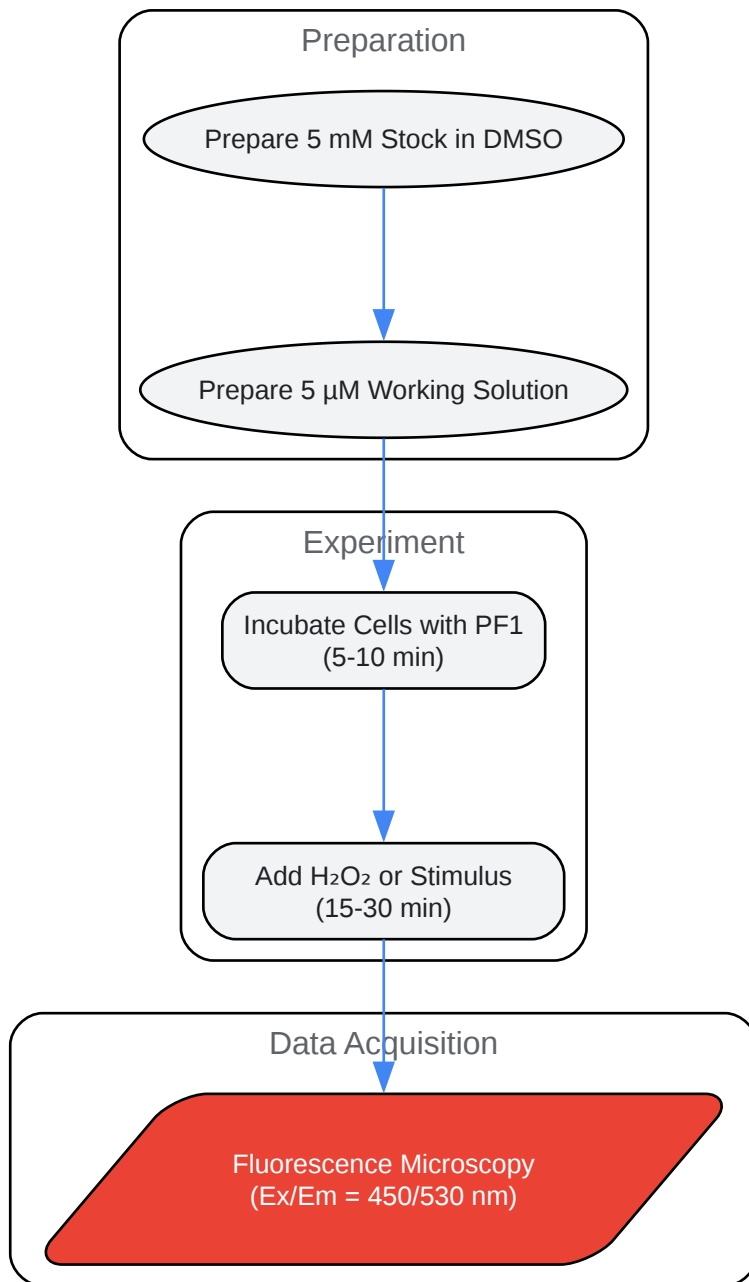 Preparation
Prepare 5 mM Stock in DMSO
Prepare 5 µM Working Solution
Experiment
Incubate Cells with PF1
(5-10 min)
Add H₂O₂ or Stimulus
(15-30 min)
Data Acquisition
Fluorescence Microscopy
(Ex/Em = 450/530 nm)